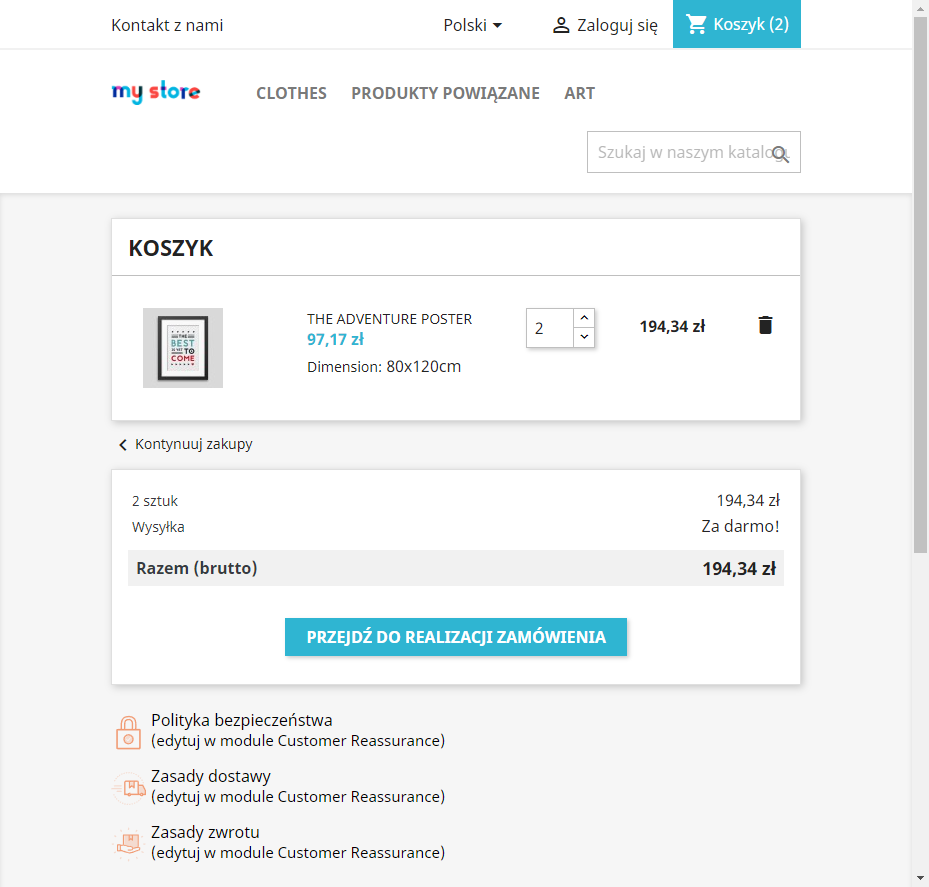 Kontakt z nami
Polski
Zaloguj się
Koszyk (2)
my store
CLOTHES
PRODUKTY POWIĄZANE
ART
Szukaj w naszym katalogu
KOSZYK
THE
BEST
IS YET TO
COME
THE ADVENTURE POSTER
97,17 zł
Dimension: 80x120cm
2
194,34 zł
Kontynuuj zakupy
2 sztuk
194,34 zł
Wysyłka
Za darmo!
Razem (brutto)
194,34 zł
PRZEJDŹ DO REALIZACJI ZAMÓWIENIA
Polityka bezpieczeństwa
(edytuj w module Customer Reassurance)
Zasady dostawy
(edytuj w module Customer Reassurance)
Zasady zwrotu
(edytuj w module Customer Reassurance)